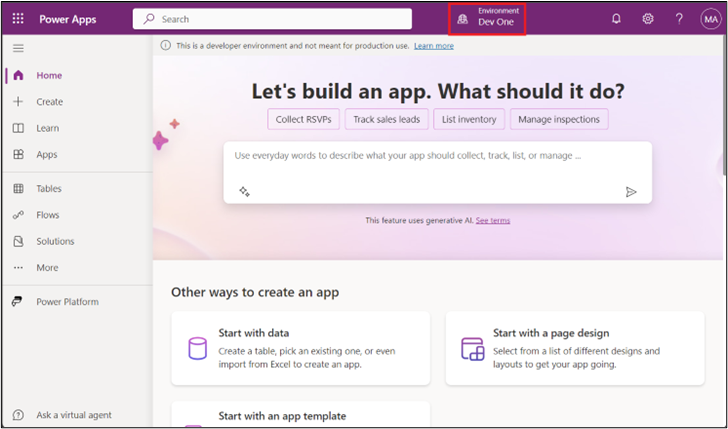 Power Apps
Search
Environment
Dev One
MA
This is a developer environment and not meant for production use. Learn more
Home
Create
Learn
Apps
Tables
Flows
Solutions
More
Power Platform
Ask a virtual agent
Let's build an app. What should it do?
Collect RSVPs
Track sales leads
List inventory
Manage inspections
Use everyday words to describe what your app should collect, track, list, or manage ...
This feature uses generative AI. See terms
Other ways to create an app
Start with data
Create a table, pick an existing one, or even
import from Excel to create an app.
Start with a page design
Select from a list of different designs and
layouts to get your app going.
Start with an app template